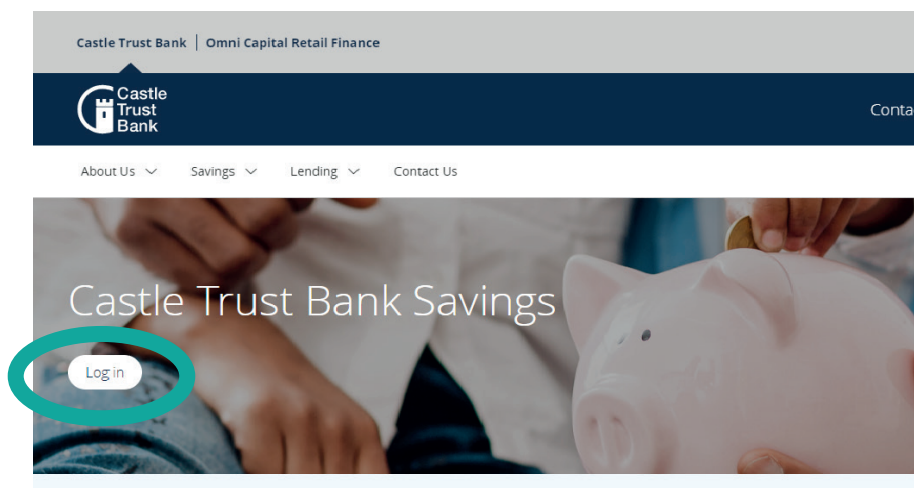 Castle Trust Bank | Omni Capital Retail Finance
Castle
Trust
Bank
About Us Savings Lending Contact Us
Castle Trust Bank Savings
Log in